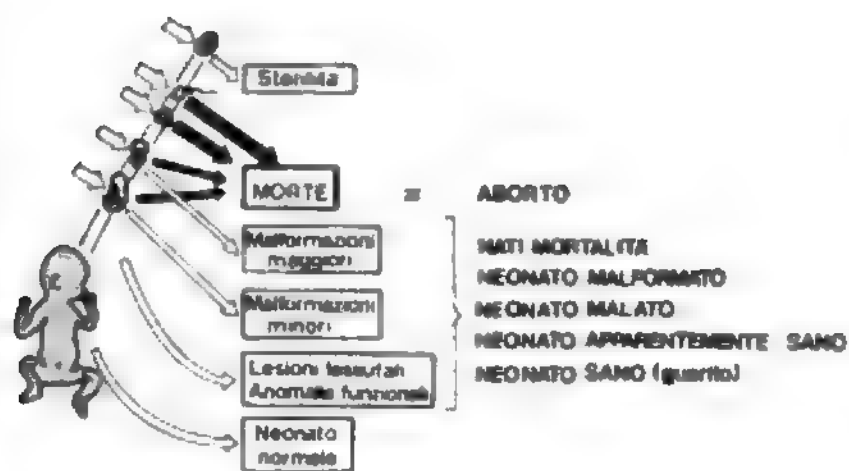 Sterilità
MORTE = ABORTO
Malformazioni
maggiori
Malformazioni
minori
Lesioni tessutali
Anomalie funzionali
Neonato
normale
NATI MORTALITA
NEONATO MALFORMATO
NEONATO MALATO
NEONATO APPARENTEMENTE SANO
NEONATO SANO (guarito)